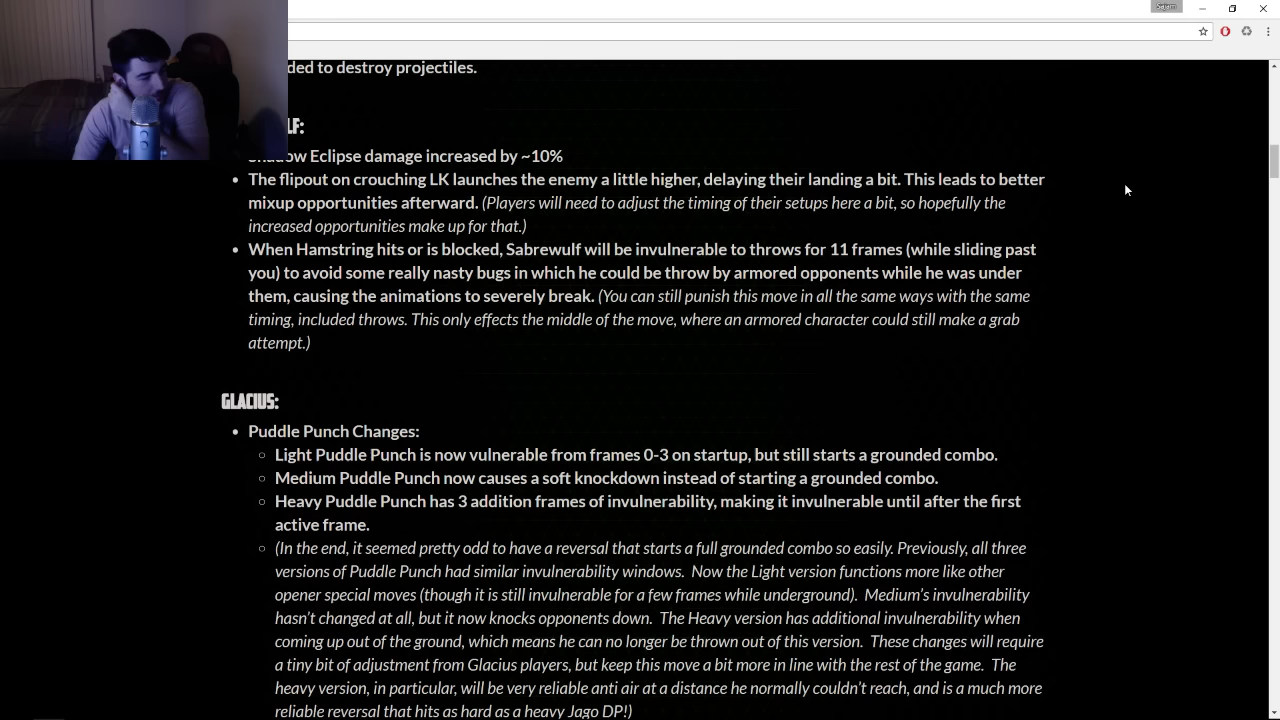 Sajam
ded to destroy projectiles.
LF:
Shadow Eclipse damage increased by ~10%
• The flipout on crouching LK launches the enemy a little higher, delaying their landing a bit. This leads to better
mixup opportunities afterward. (Players will need to adjust the timing of their setups here a bit, so hopefully the
increased opportunities make up for that.)
• When Hamstring hits or is blocked, Sabrewulf will be invulnerable to throws for 11 frames (while sliding past
you) to avoid some really nasty bugs in which he could be throw by armored opponents while he was under
them, causing the animations to severely break. (You can still punish this move in all the same ways with the same
timing, included throws. This only effects the middle of the move, where an armored character could still make a grab
attempt.)
GLACIUS:
• Puddle Punch Changes:
○ Light Puddle Punch is now vulnerable from frames 0-3 on startup, but still starts a grounded combo.
○ Medium Puddle Punch now causes a soft knockdown instead of starting a grounded combo.
○ Heavy Puddle Punch has 3 addition frames of invulnerability, making it invulnerable until after the first
active frame.
○ (In the end, it seemed pretty odd to have a reversal that starts a full grounded combo so easily. Previously, all three
versions of Puddle Punch had similar invulnerability windows. Now the Light version functions more like other
opener special moves (though it is still invulnerable for a few frames while underground). Medium's invulnerability
hasn't changed at all, but it now knocks opponents down. The Heavy version has additional invulnerability when
coming up out of the ground, which means he can no longer be thrown out of this version. These changes will require
a tiny bit of adjustment from Glacius players, but keep this move a bit more in line with the rest of the game. The
heavy version, in particular, will be very reliable anti air at a distance he normally couldn't reach, and is a much more
reliable reversal that hits as hard as a heavy Jago DP!)